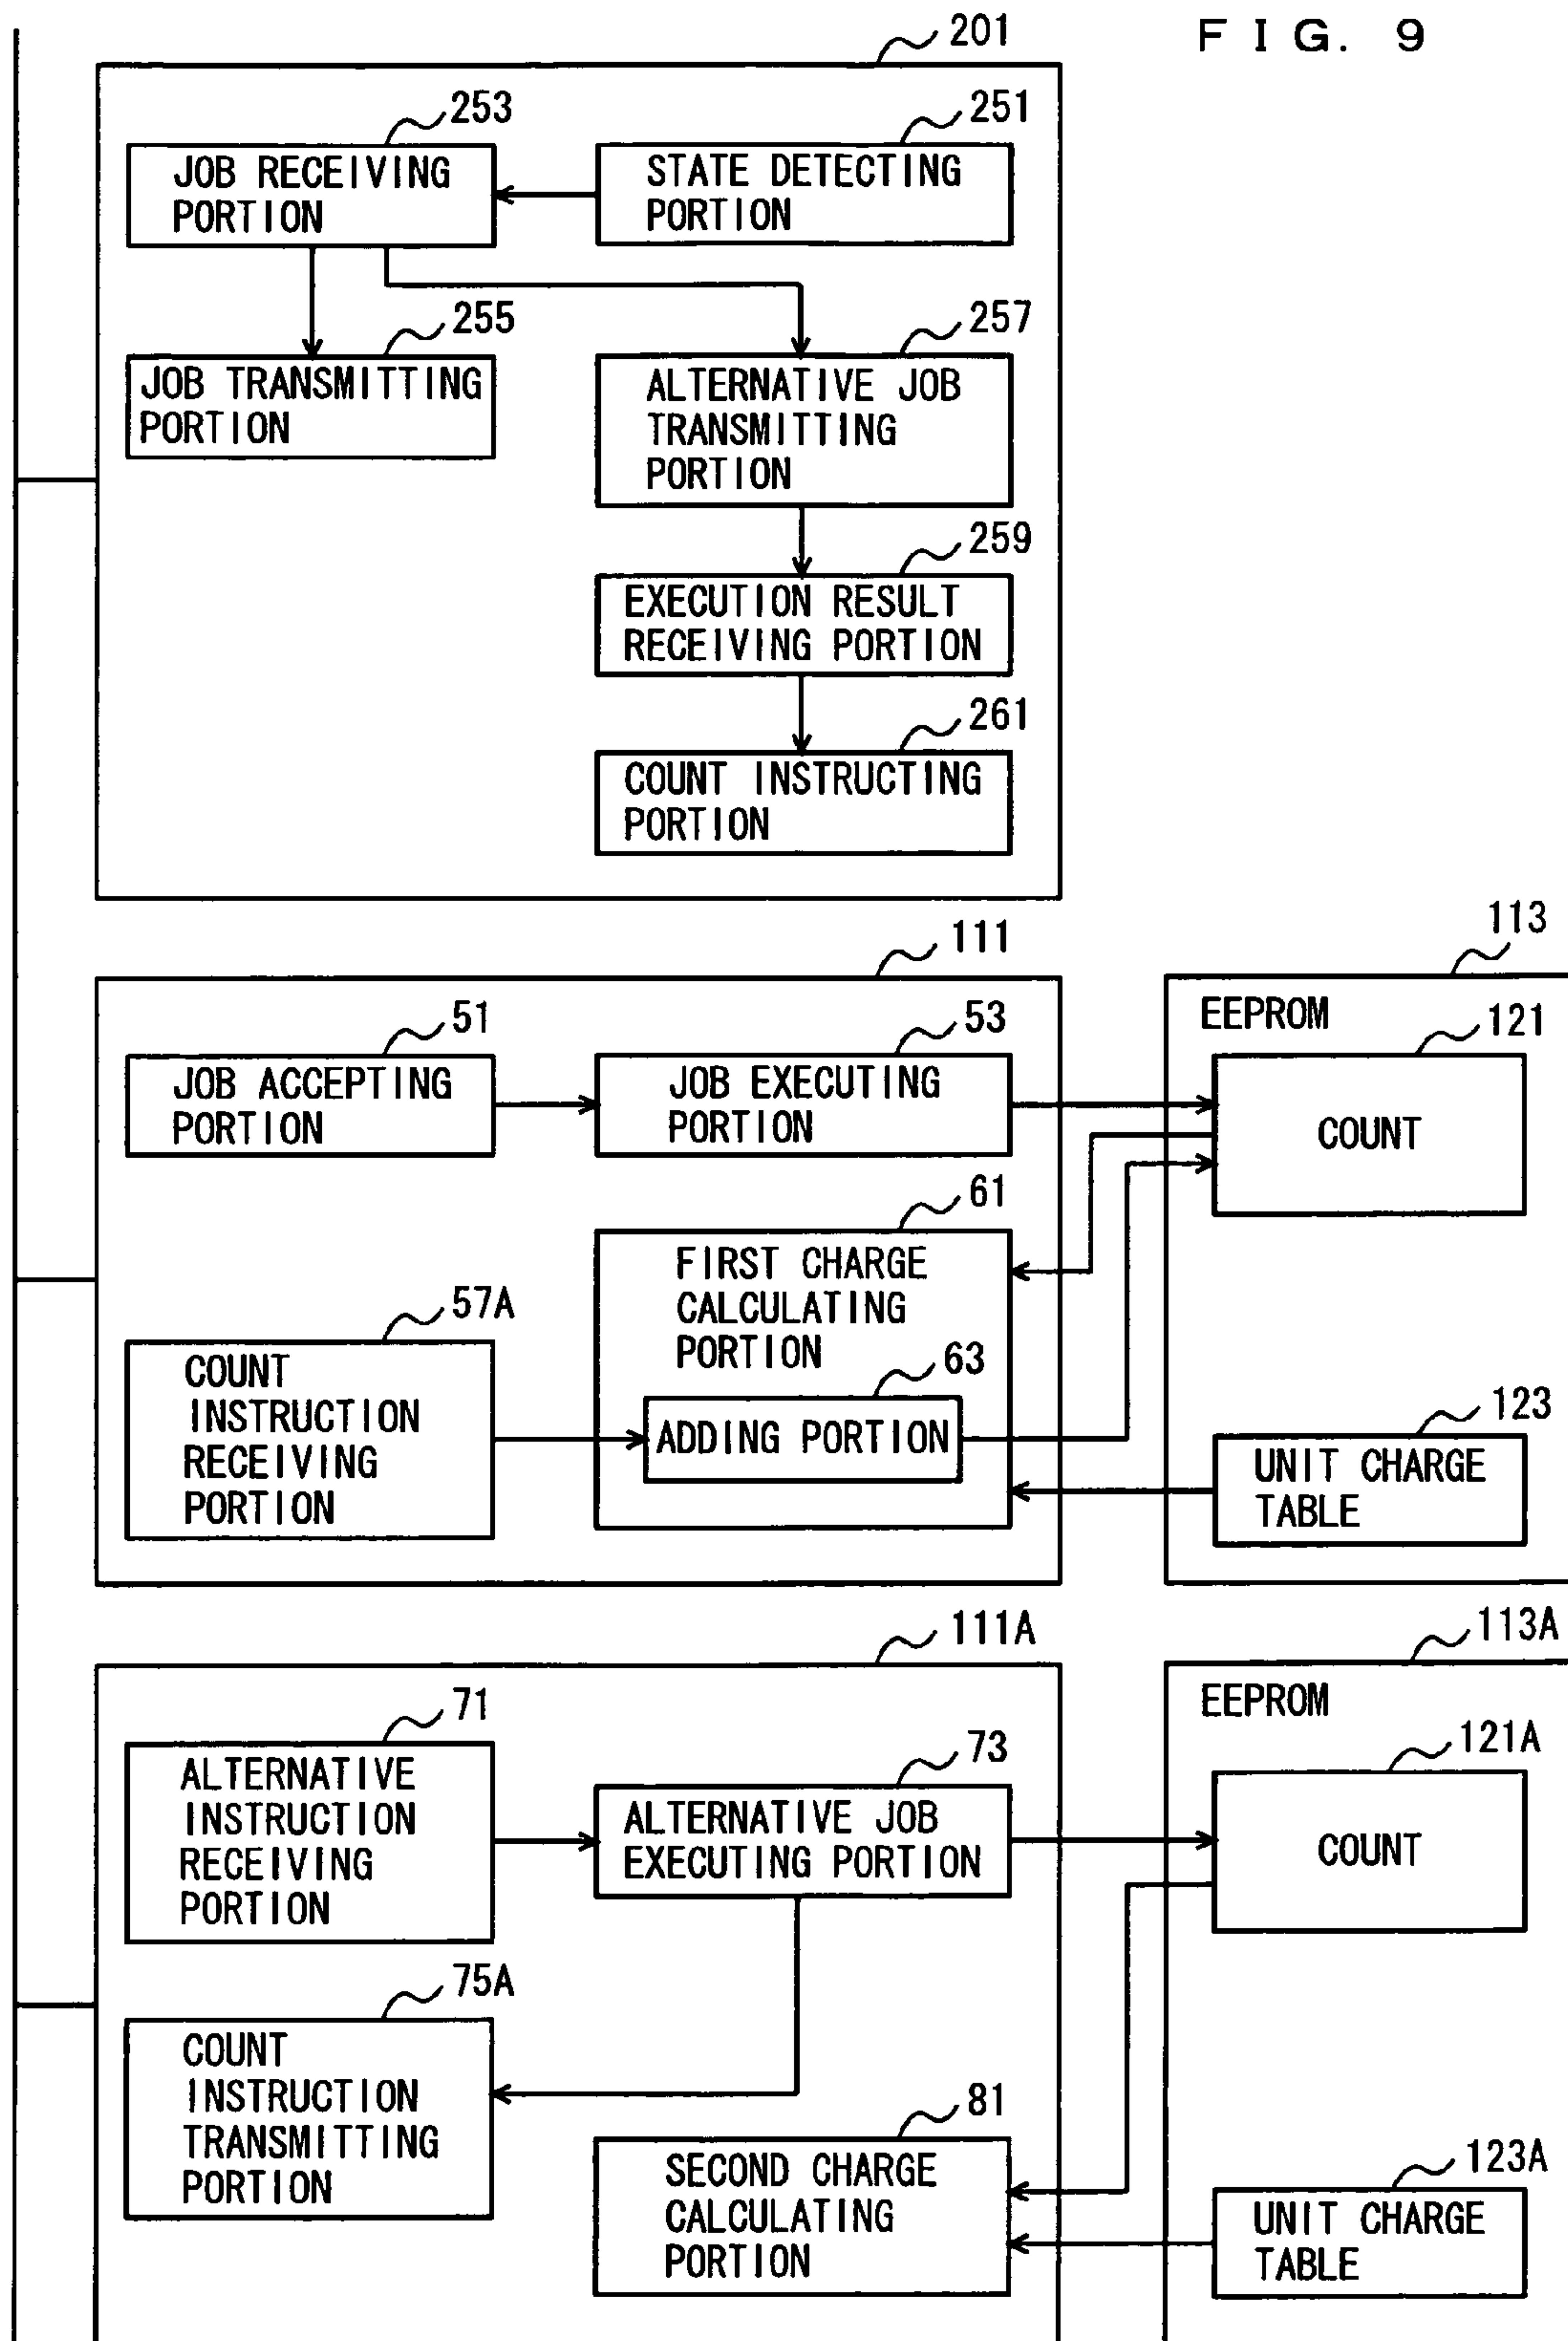 FIG. 9
201
253
JOB RECEIVING
PORTION
251
STATE DETECTING
PORTION
255
JOB TRANSMITTING
PORTION
257
ALTERNATIVE JOB
TRANSMITTING
PORTION
259
EXECUTION RESULT
RECEIVING PORTION
261
COUNT INSTRUCTING
PORTION
111
113
EEPROM
51
JOB ACCEPTING
PORTION
53
JOB EXECUTING
PORTION
121
COUNT
61
FIRST CHARGE
CALCULATING
PORTION
57A
COUNT
INSTRUCTION
RECEIVING
PORTION
63
ADDING PORTION
123
UNIT CHARGE
TABLE
111A
113A
EEPROM
71
ALTERNATIVE
INSTRUCTION
RECEIVING
PORTION
73
ALTERNATIVE JOB
EXECUTING PORTION
121A
COUNT
75A
COUNT
INSTRUCTION
TRANSMITTING
PORTION
81
SECOND CHARGE
CALCULATING
PORTION
123A
UNIT CHARGE
TABLE